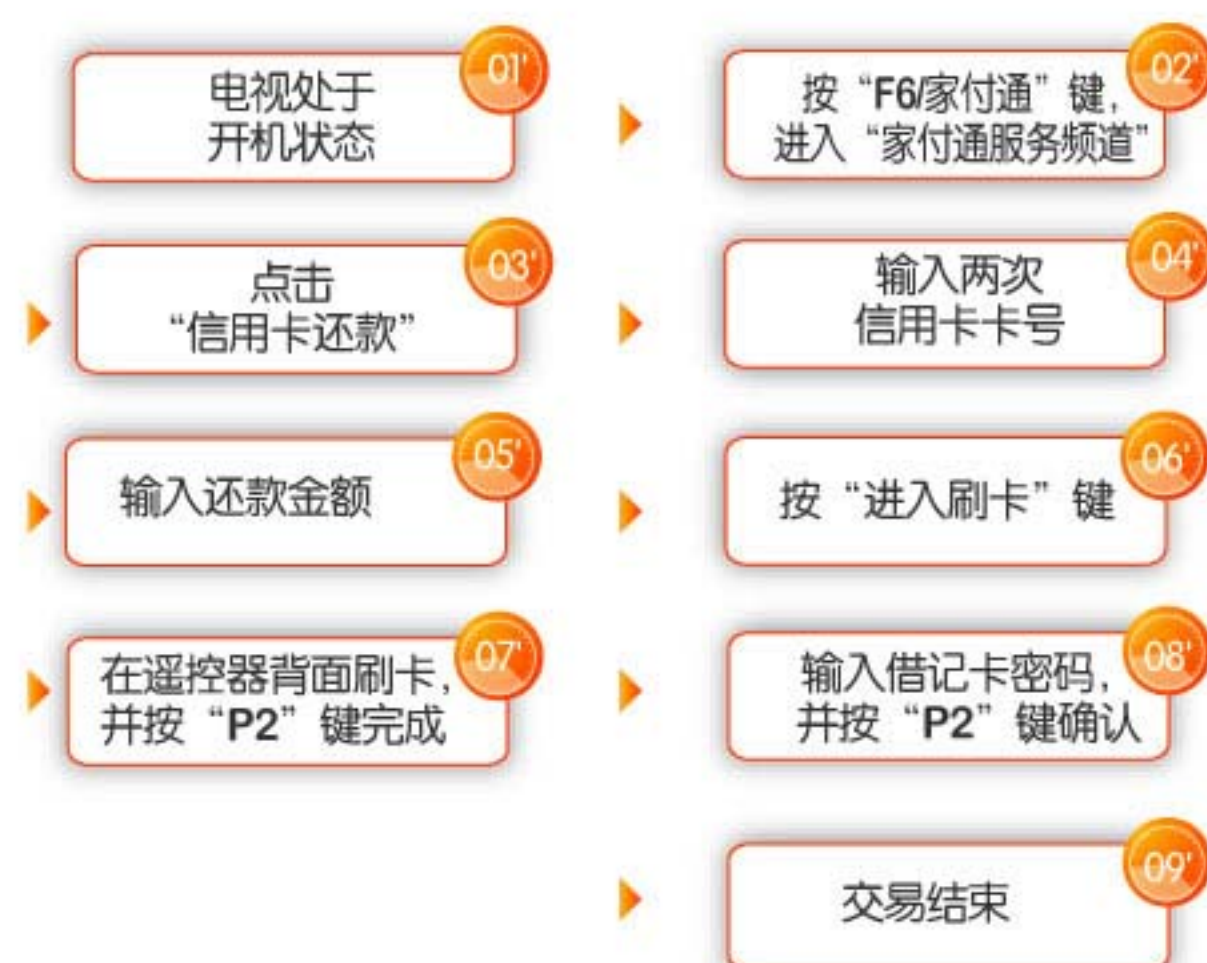 01'
电视处于
开机状态
02'
按“F6/家付通”键，
进入“家付通服务频道”
03'
点击
“信用卡还款”
04'
输入两次
信用卡卡号
05'
输入还款金额
06'
按“进入刷卡”键
07'
在遥控器背面刷卡，
并按“P2”键完成
08'
输入借记卡密码，
并按“P2”键确认
09'
交易结束